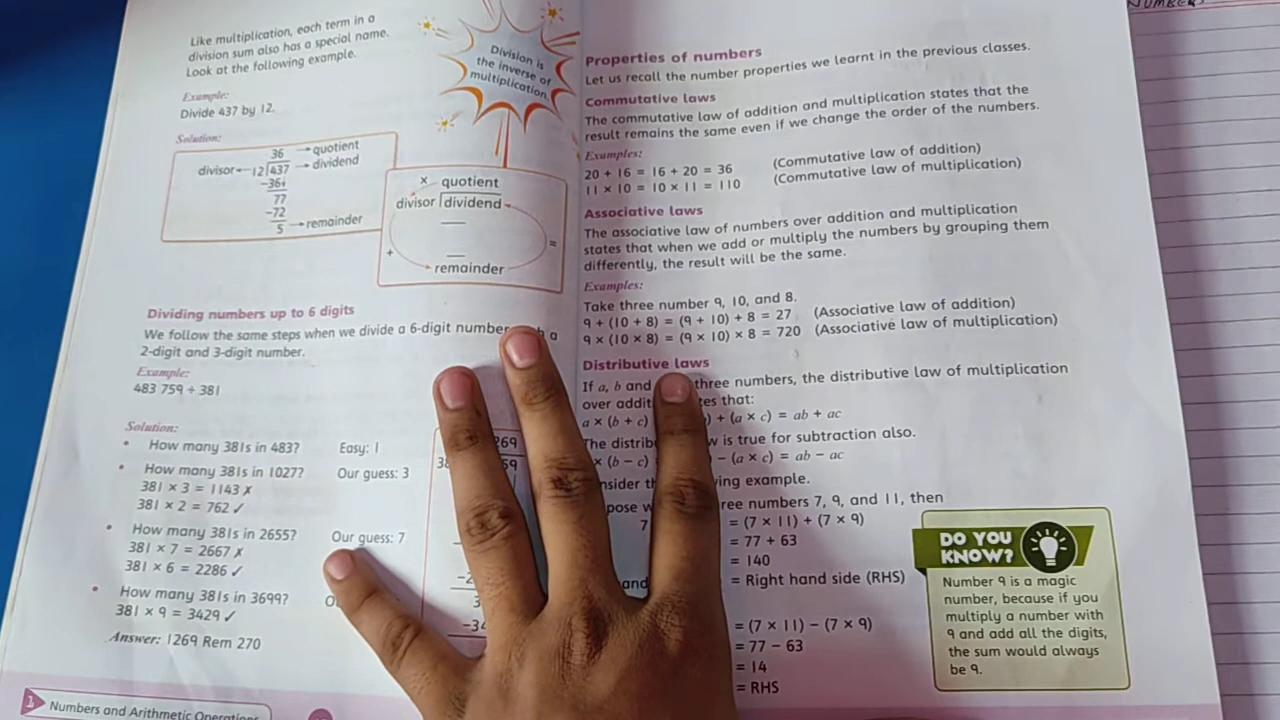 Like multiplication, each term in a
division sum also has a special name.
Look at the following example.
Example:
Divide 437 by 12.
Solution:
36 → quotient
divisor ← 12 437 → dividend
-36↓
77
-72
5 → remainder
Division is
the inverse of
multiplication.
× quotient
divisor dividend
+ =
remainder
Dividing numbers up to 6 digits
We follow the same steps when we divide a 6-digit number a
2-digit and 3-digit number.
Example:
483 759 ÷ 381
Solution:
• How many 381s in 483? Easy: 1
• How many 381s in 1027? Our guess: 3
381 × 3 = 1143 ✗
381 × 2 = 762 ✓
• How many 381s in 2655? Our guess: 7
381 × 7 = 2667 ✗
381 × 6 = 2286 ✓
• How many 381s in 3699?
381 × 9 = 3429 ✓
Answer: 1269 Rem 270
269
59
1 Numbers and Arithmetic Operations
Properties of numbers
Let us recall the number properties we learnt in the previous classes.
Commutative laws
The commutative law of addition and multiplication states that the
result remains the same even if we change the order of the numbers.
Examples:
20 + 16 = 16 + 20 = 36 (Commutative law of addition)
11 × 10 = 10 × 11 = 110 (Commutative law of multiplication)
Associative laws
The associative law of numbers over addition and multiplication
states that when we add or multiply the numbers by grouping them
differently, the result will be the same.
Examples:
Take three number 9, 10, and 8.
9 + (10 + 8) = (9 + 10) + 8 = 27 (Associative law of addition)
9 × (10 × 8) = (9 × 10) × 8 = 720 (Associative law of multiplication)
Distributive laws
If a, b and three numbers, the distributive law of multiplication
over that:
a × (b + c) + (a × c) = ab + ac
The is true for subtraction also.
× (b − c) − (a × c) = ab − ac
example.
numbers 7, 9, and 11, then
7 = (7 × 11) + (7 × 9)
= 77 + 63
= 140
and = Right hand side (RHS)
= (7 × 11) − (7 × 9)
= 77 − 63
= 14
= RHS
DO YOU
KNOW?
Number 9 is a magic
number, because if you
multiply a number with
9 and add all the digits,
the sum would always
be 9.
NUMBERS